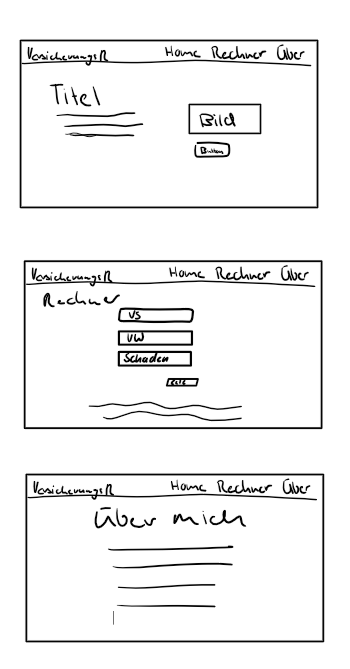 VersicherungsR Home Rechner Über
Titel
Bild
Button
VersicherungsR Home Rechner Über
Rechner
VS
VW
Schaden
VersicherungsR Home Rechner Über
Über mich